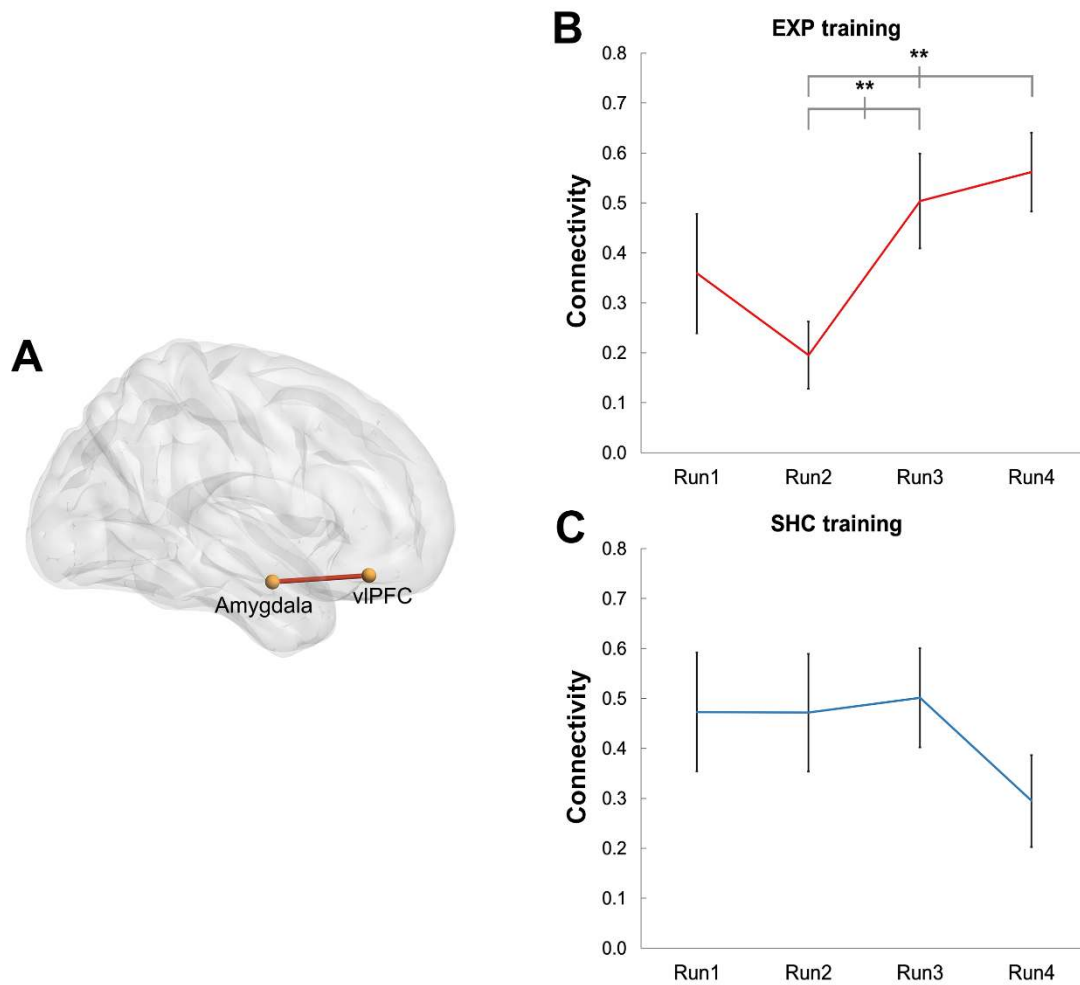 A
Amygdala
vlPFC
B
EXP training
**
**
Connectivity
0.8
0.7
0.6
0.5
0.4
0.3
0.2
0.1
0.0
Run1 Run2 Run3 Run4
C
SHC training
Connectivity
0.8
0.7
0.6
0.5
0.4
0.3
0.2
0.1
0.0
Run1 Run2 Run3 Run4